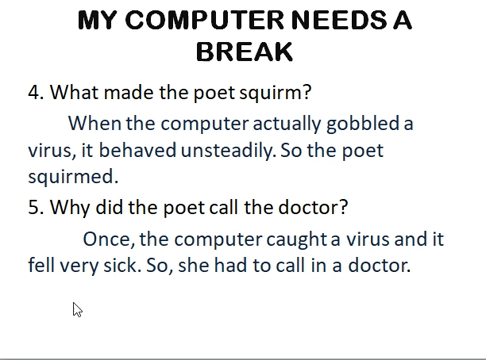 MY COMPUTER NEEDS A
BREAK
4. What made the poet squirm?
When the computer actually gobbled a
virus, it behaved unsteadily. So the poet
squirmed.
5. Why did the poet call the doctor?
Once, the computer caught a virus and it
fell very sick. So, she had to call in a doctor.